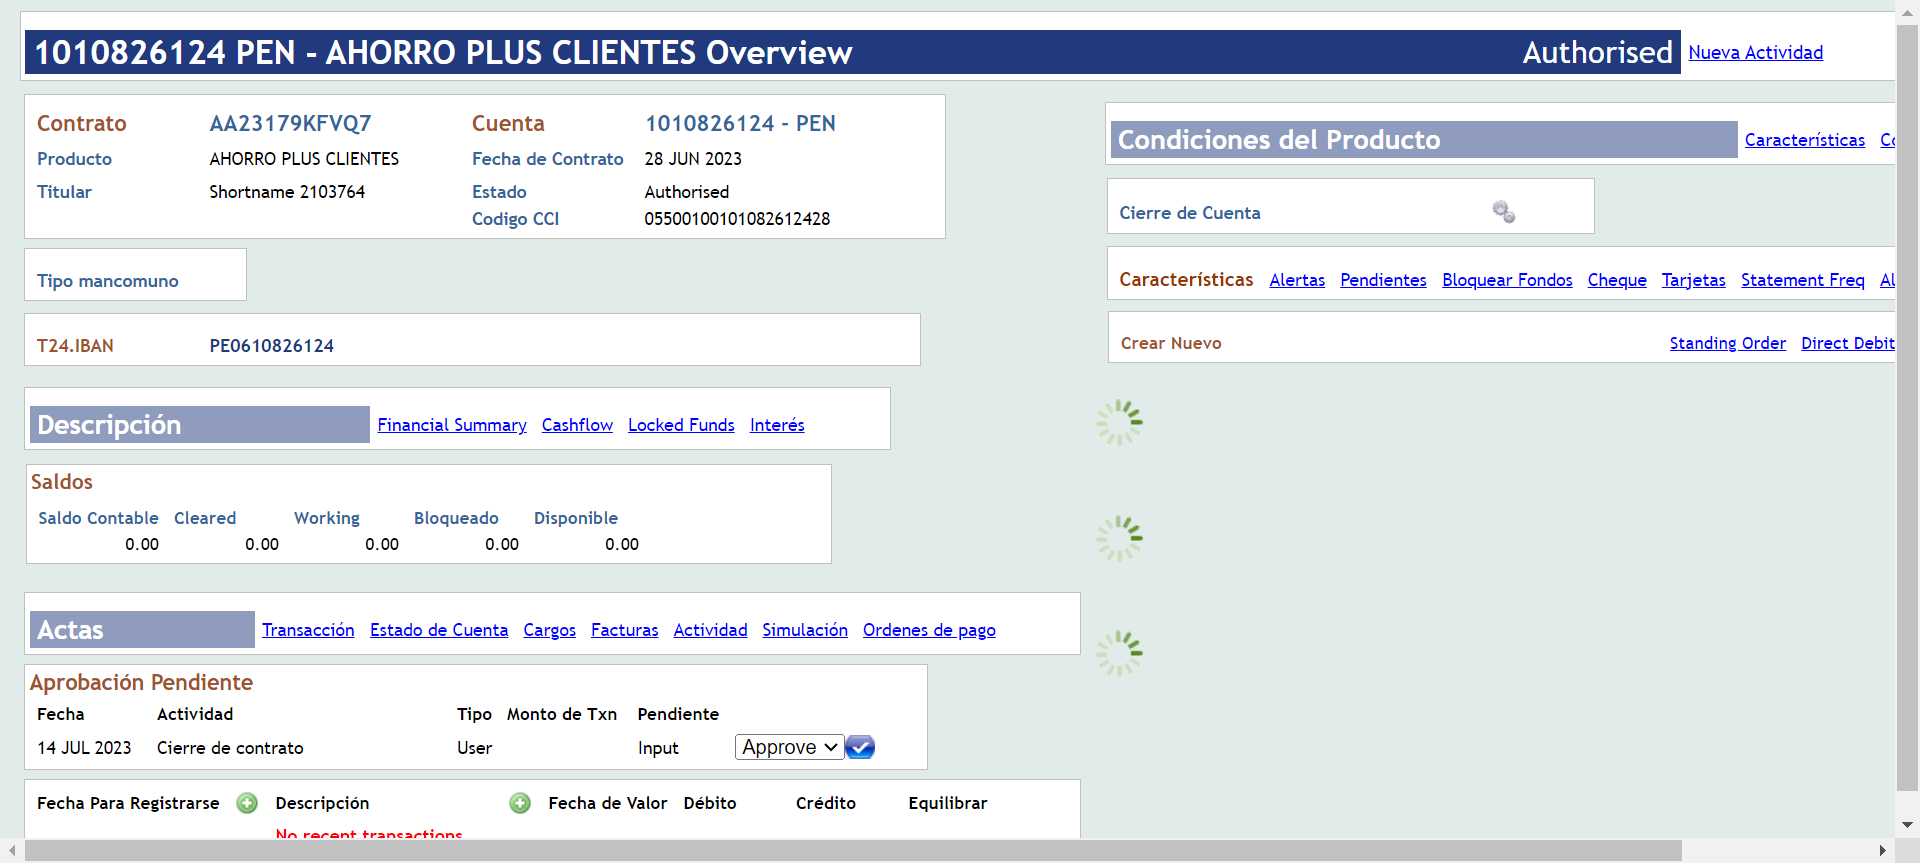 1010826124 PEN - AHORRO PLUS CLIENTES Overview Authorised Nueva Actividad
Contrato AA23179KFVQ7 Cuenta 1010826124 - PEN
Producto AHORRO PLUS CLIENTES Fecha de Contrato 28 JUN 2023
Titular Shortname 2103764 Estado Authorised
Codigo CCI 05500100101082612428
Tipo mancomuno
T24.IBAN PE0610826124
Descripción Financial Summary Cashflow Locked Funds Interés
Saldos
Saldo Contable Cleared Working Bloqueado Disponible
0.00 0.00 0.00 0.00 0.00
Actas Transacción Estado de Cuenta Cargos Facturas Actividad Simulación Ordenes de pago
Aprobación Pendiente
Fecha Actividad Tipo Monto de Txn Pendiente
14 JUL 2023 Cierre de contrato User Input Approve
Fecha Para Registrarse Descripción Fecha de Valor Débito Crédito Equilibrar
No recent transactions
Condiciones del Producto Características
Cierre de Cuenta
Características Alertas Pendientes Bloquear Fondos Cheque Tarjetas Statement Freq
Crear Nuevo Standing Order Direct Debit